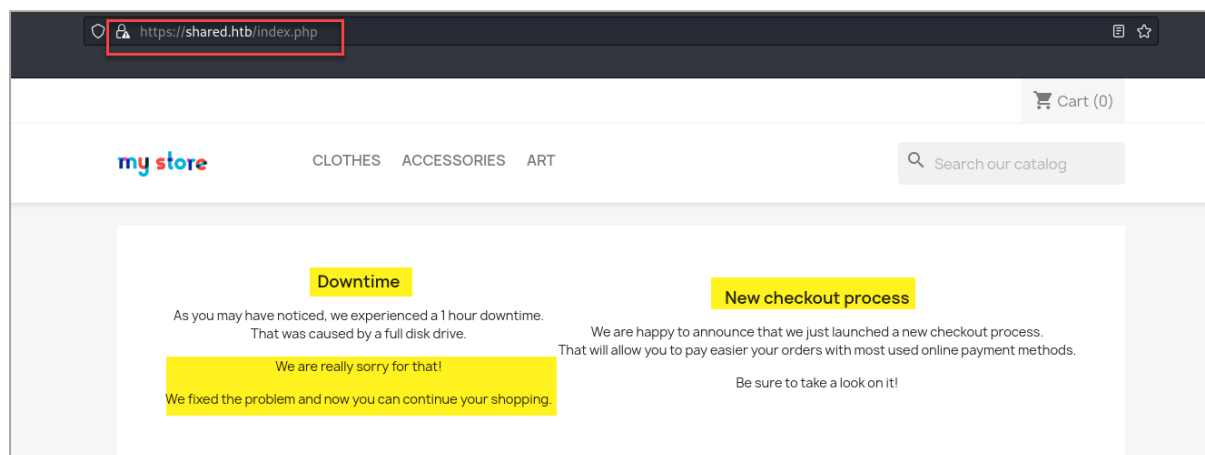 https://shared.htb/index.php
Cart (0)
my store
CLOTHES ACCESSORIES ART
Search our catalog
Downtime
As you may have noticed, we experienced a 1 hour downtime.
That was caused by a full disk drive.
We are really sorry for that!
We fixed the problem and now you can continue your shopping.
New checkout process
We are happy to announce that we just launched a new checkout process.
That will allow you to pay easier your orders with most used online payment methods.
Be sure to take a look on it!